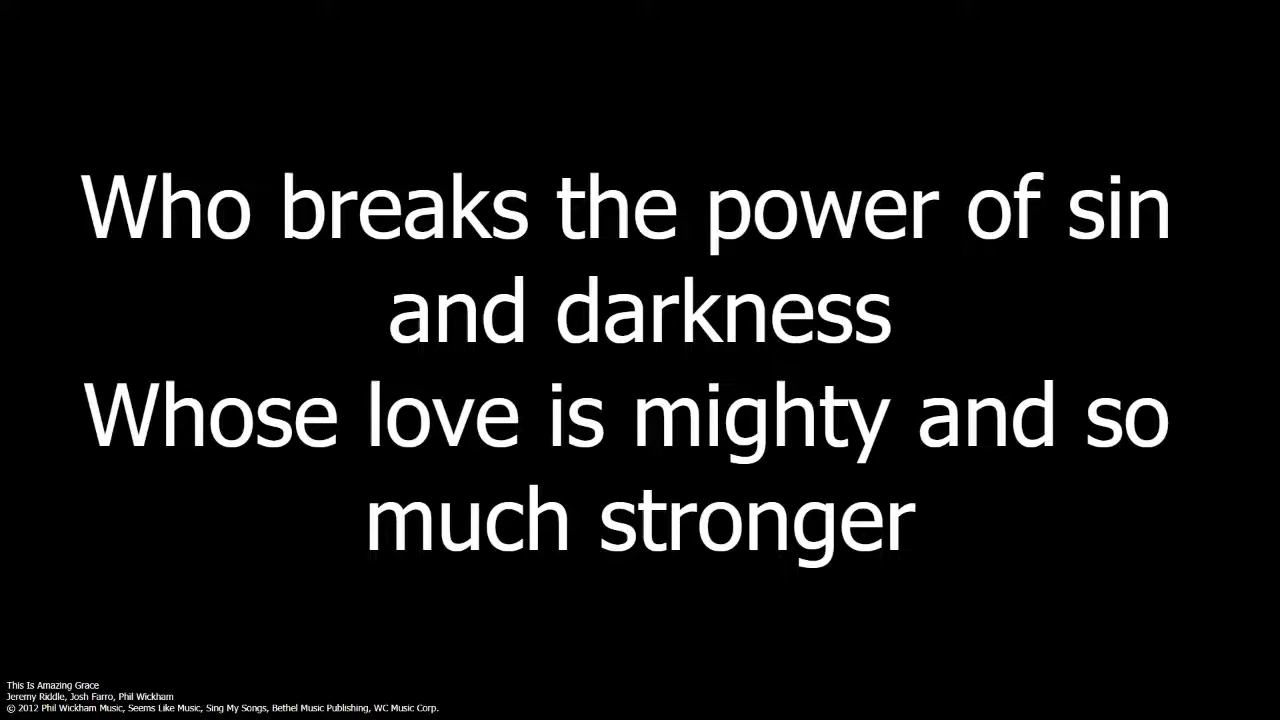 Who breaks the power of sin
and darkness
Whose love is mighty and so
much stronger
This Is Amazing Grace
Jeremy Riddle, Josh Farro, Phil Wickham
© 2012 Phil Wickham Music, Seems Like Music, Sing My Songs, Bethel Music Publishing, WC Music Corp.